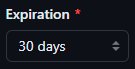 Expiration *
30 days